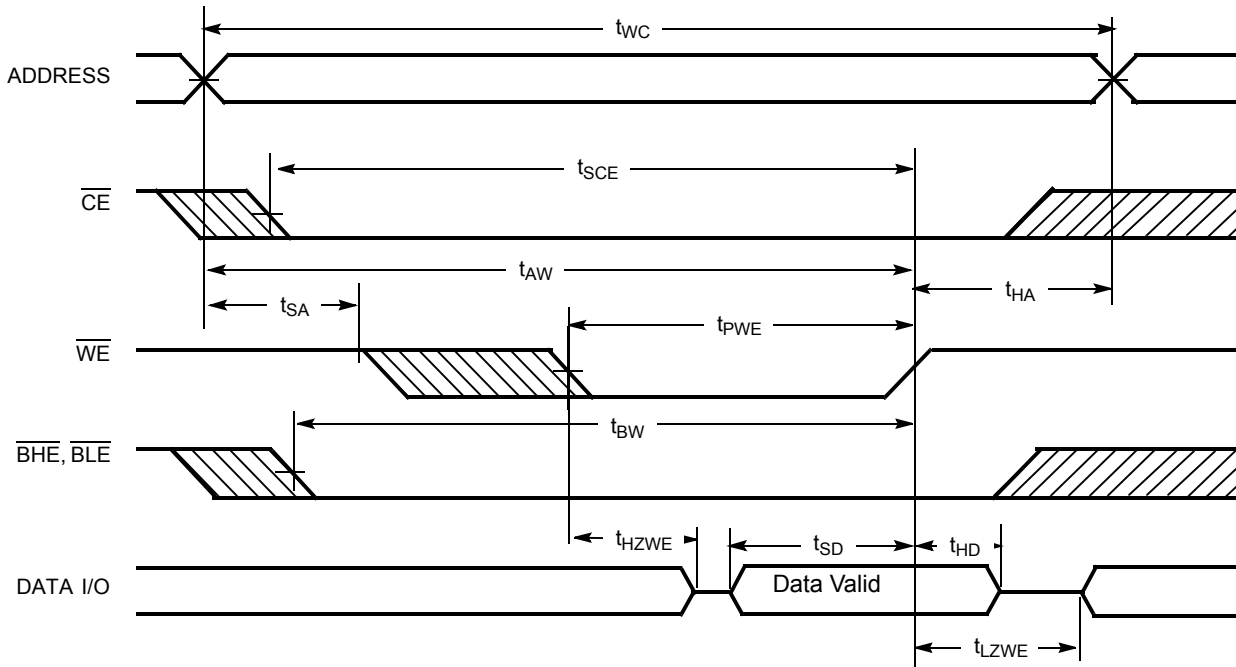 tWC
ADDRESS
tSCE
CE
tAW
tSA
tHA
tPWE
WE
tBW
BHE, BLE
tHZWE
tSD
tHD
DATA I/O
Data Valid
tLZWE